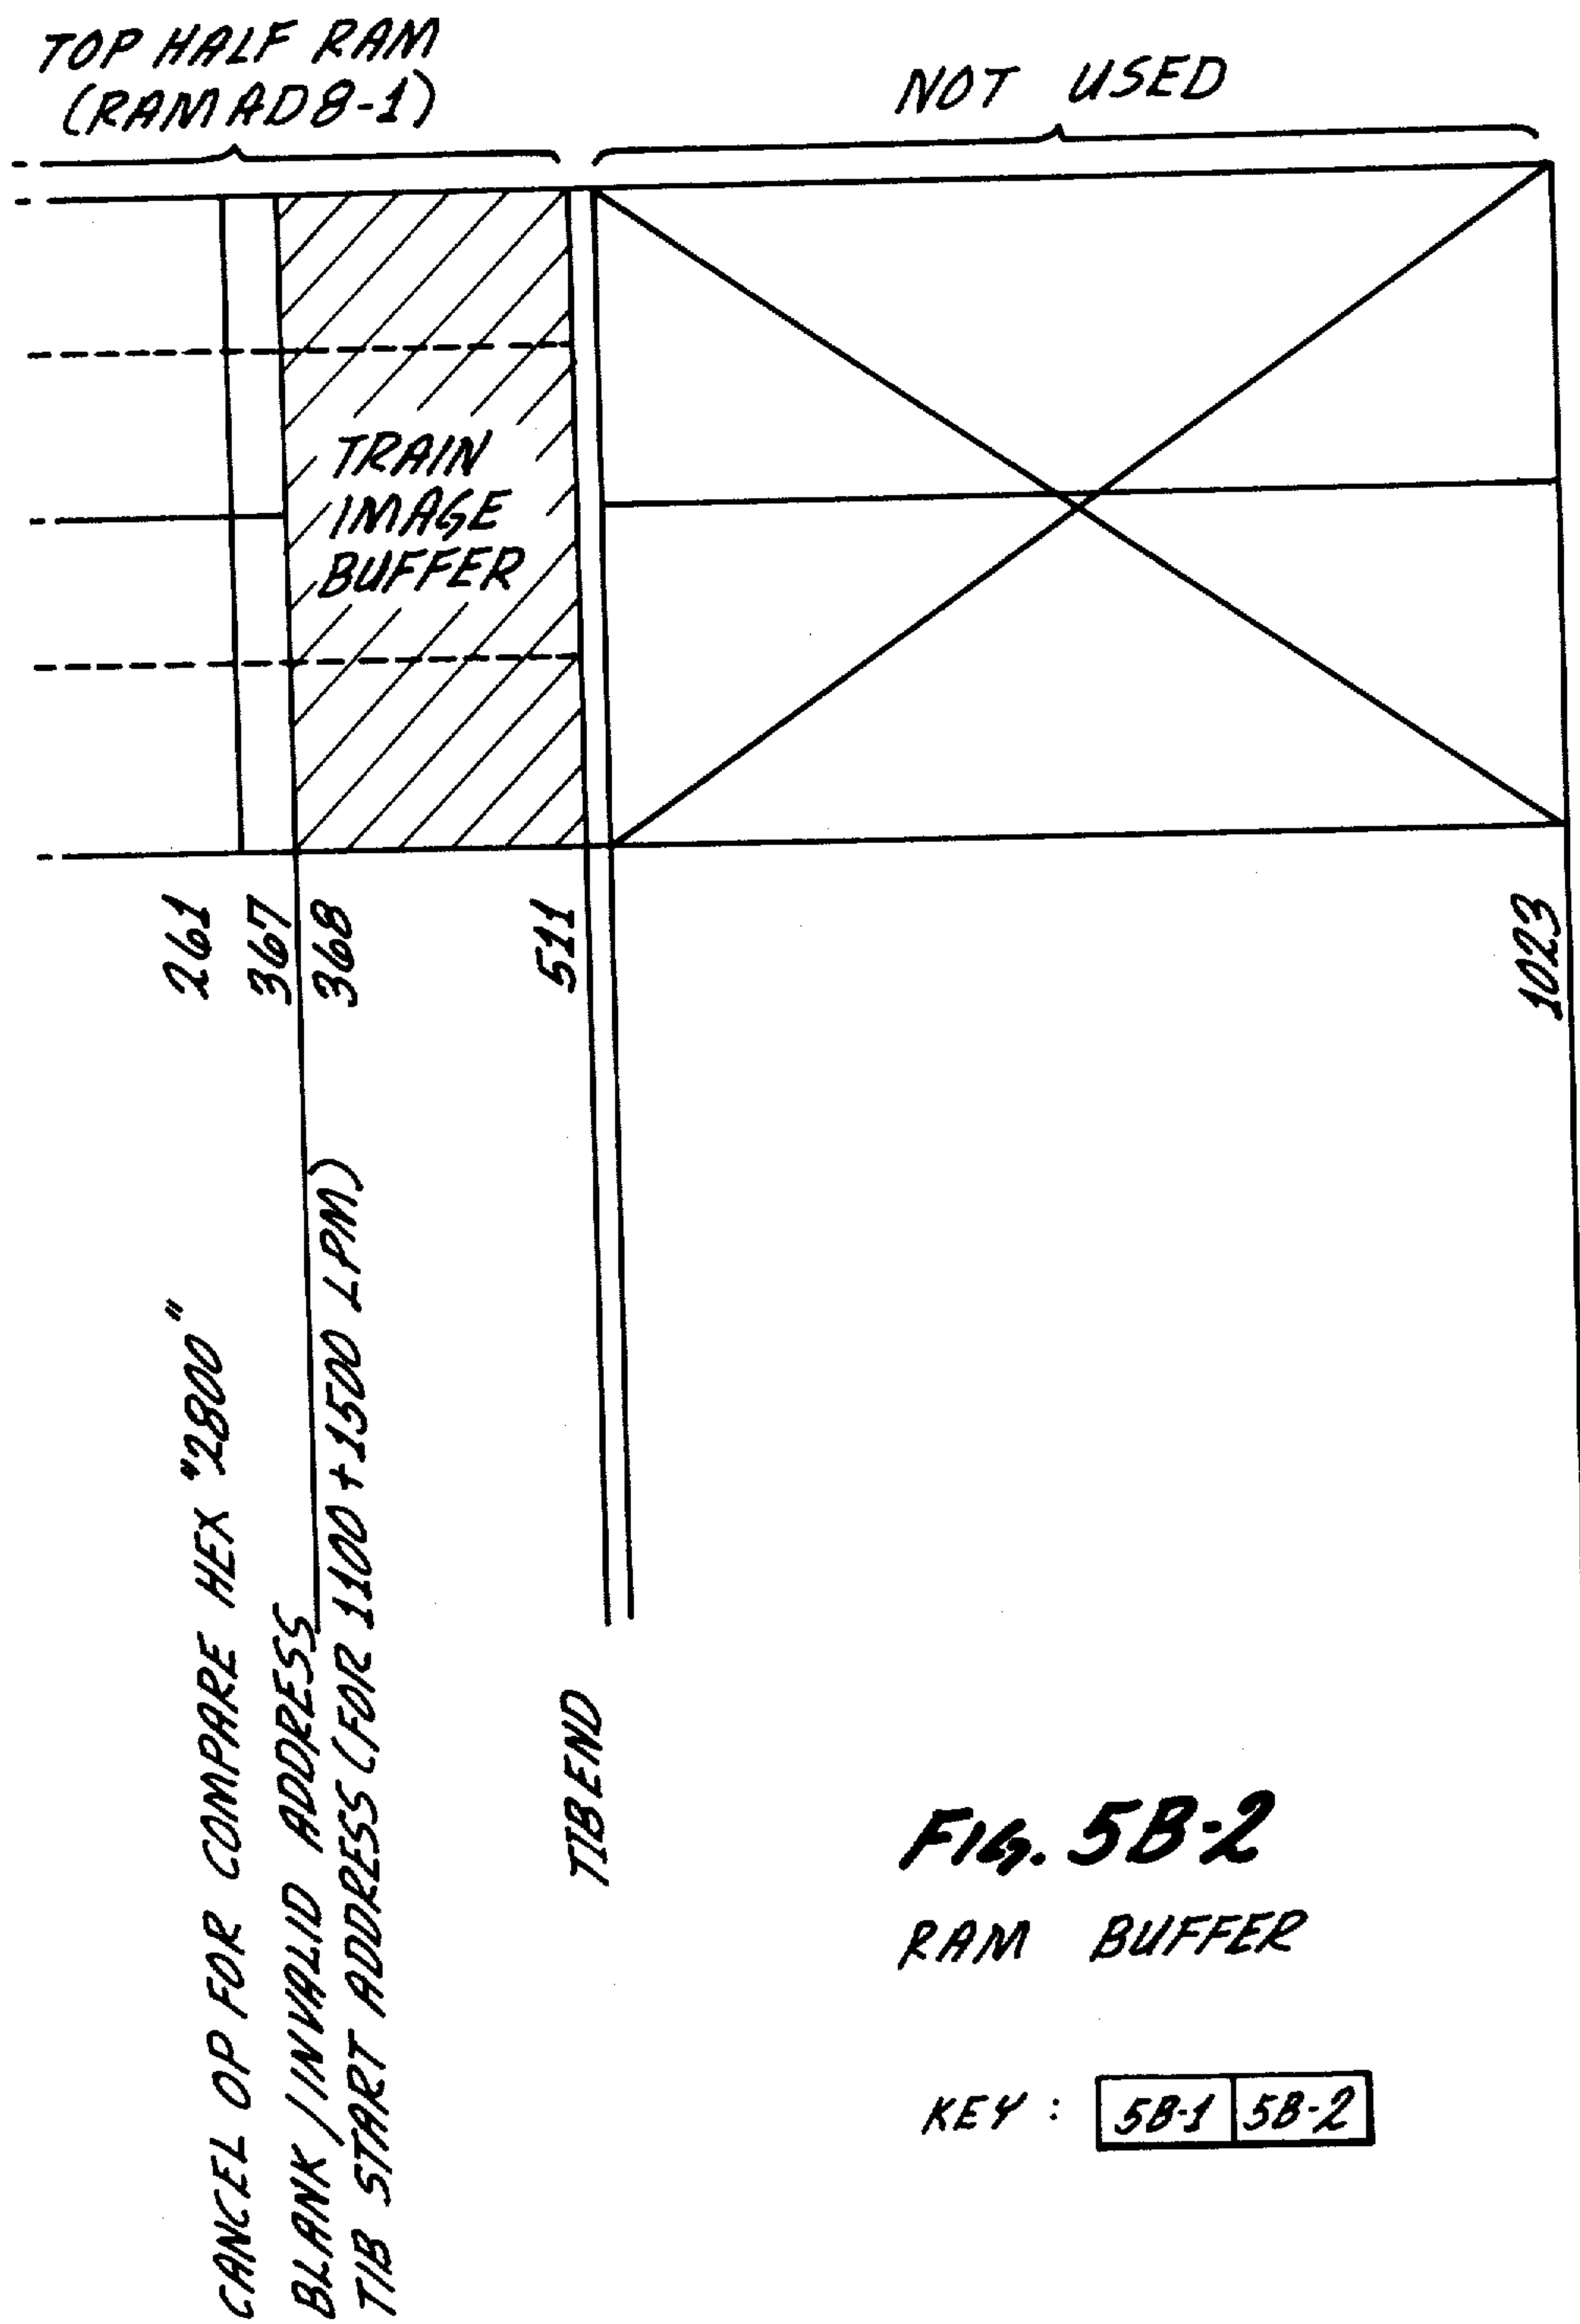 TOP HALF RAM
(RAMAD8-1)
NOT USED
TRAIN
IMAGE
BUFFER
261
367
368
511
1023
CANCEL OP FOR COMPARE HEX "2800"
BLANK / INVALID ADDRESS
TIB START ADDRESS (FOR 1100 + 1500 LPM)
TIB END
FIG. 5B-2
RAM BUFFER
KEY : 5B-1 5B-2